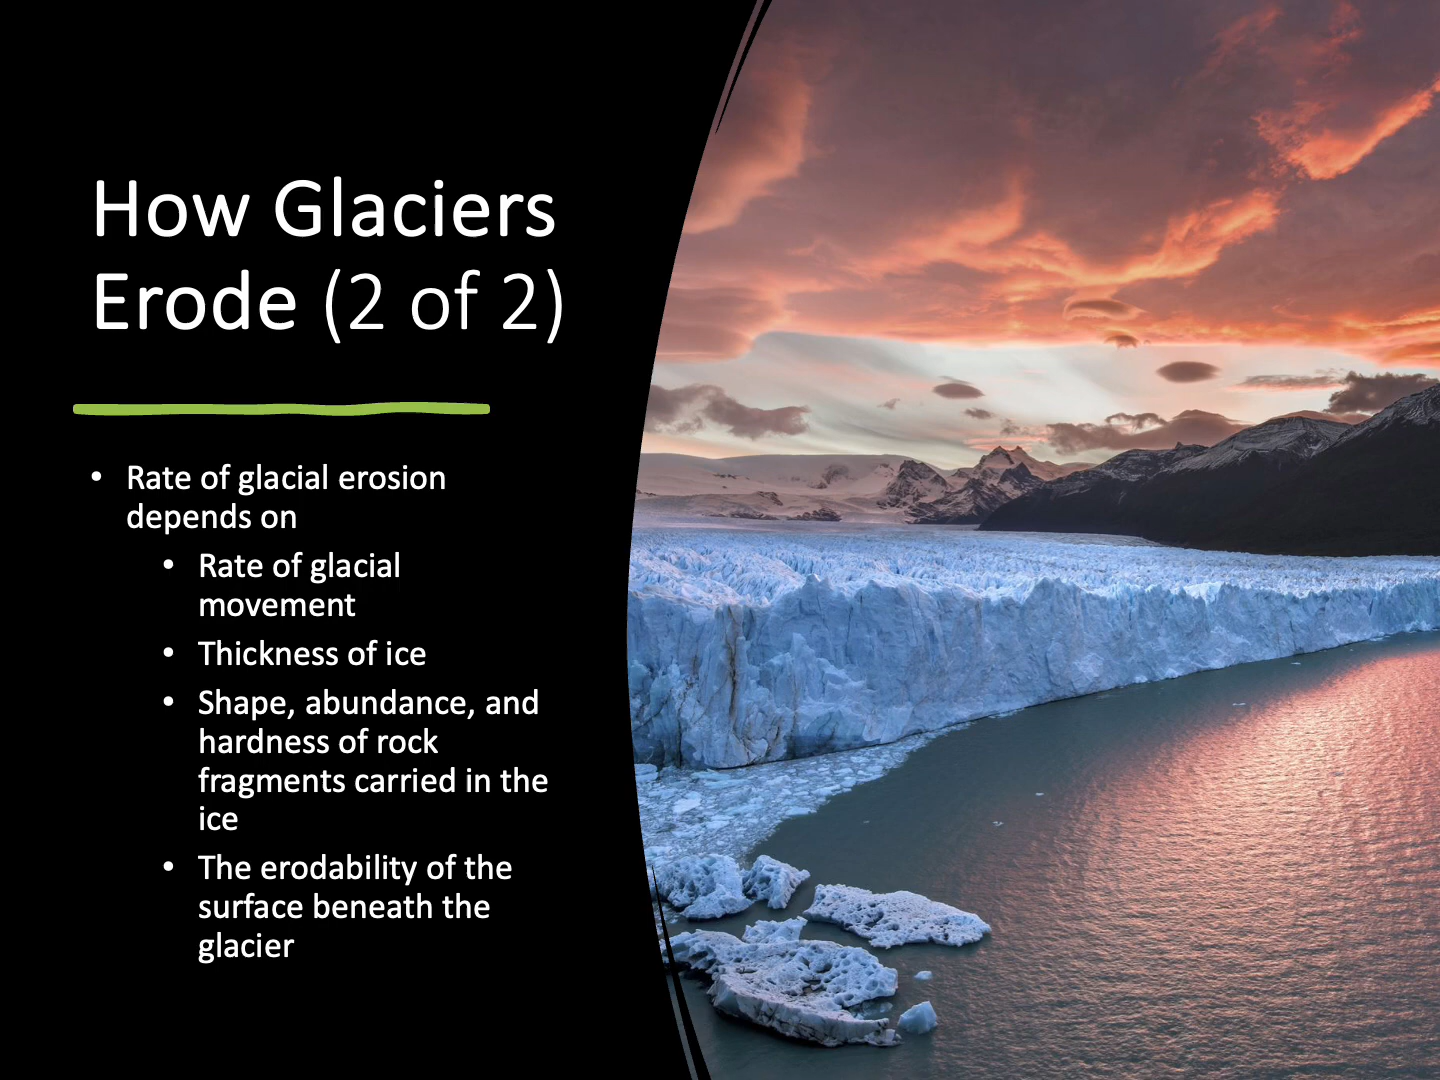 How Glaciers
Erode (2 of 2)
• Rate of glacial erosion
depends on
• Rate of glacial
movement
• Thickness of ice
• Shape, abundance, and
hardness of rock
fragments carried in the
ice
• The erodability of the
surface beneath the
glacier